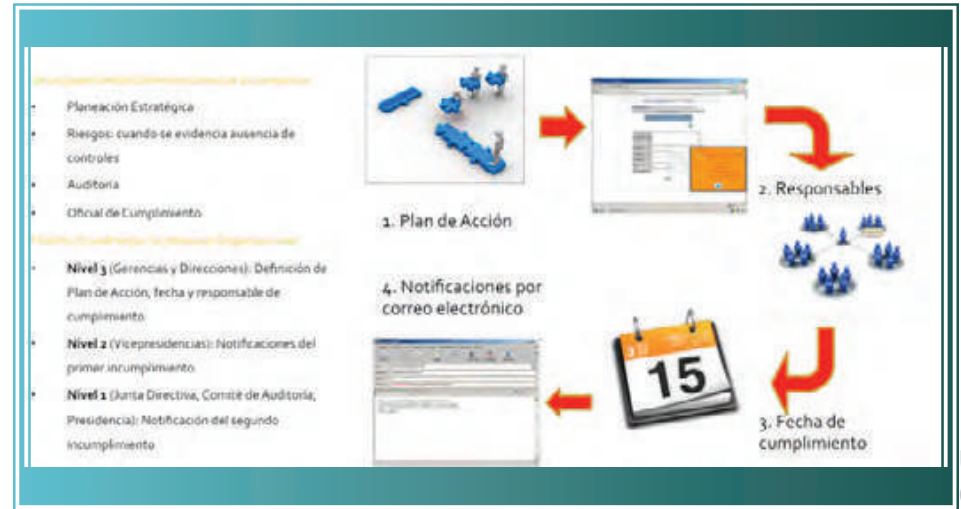 • Planeación Estratégica
• Riesgos: cuando se evidencia ausencia de
controles
• Auditoría
• Oficial de Cumplimiento
• Nivel 3 (Gerencias y Direcciones): Definición de
Plan de Acción, fecha y responsable de
cumplimiento
• Nivel 2 (Vicepresidencias): Notificaciones del
primer incumplimiento
• Nivel 1 (Junta Directiva, Comité de Auditoría,
Presidencia): Notificación del segundo
incumplimiento
1. Plan de Acción
2. Responsables
4. Notificaciones por
correo electrónico
15
3. Fecha de
cumplimiento